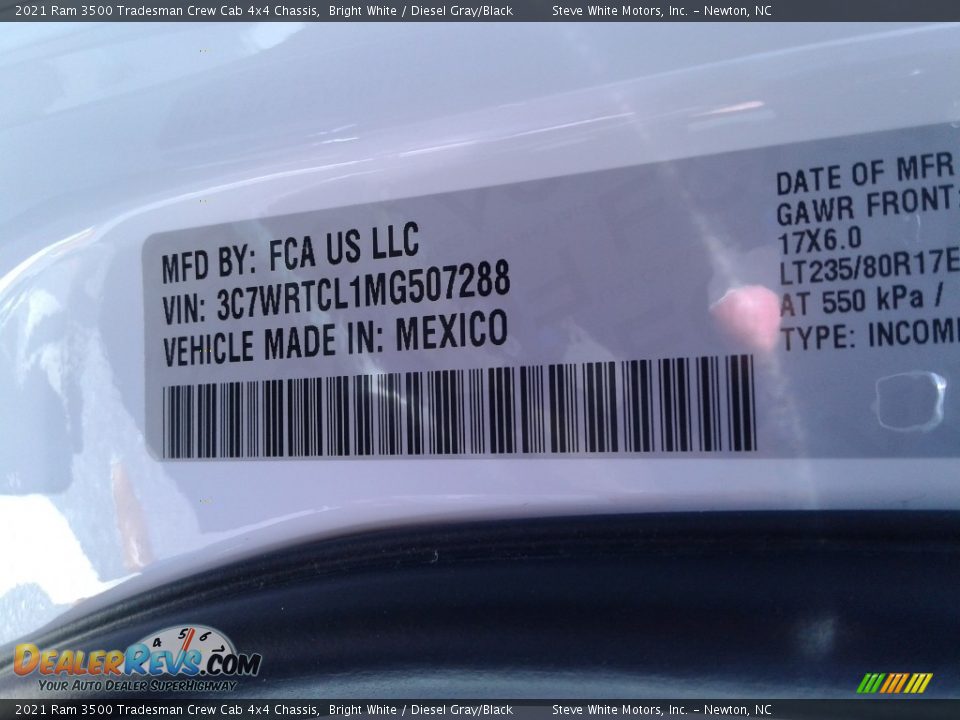 2021 Ram 3500 Tradesman Crew Cab 4x4 Chassis, Bright White / Diesel Gray/Black Steve White Motors, Inc. – Newton, NC
MFD BY: FCA US LLC
VIN: 3C7WRTCL1MG507288
VEHICLE MADE IN: MEXICO
DATE OF MFR
GAWR FRONT:
17X6.0
LT235/80R17E
AT 550 kPa /
TYPE: INCOM
4 5 6
DEALERREVS.COM
YOUR AUTO DEALER SUPERHIGHWAY
2021 Ram 3500 Tradesman Crew Cab 4x4 Chassis, Bright White / Diesel Gray/Black Steve White Motors, Inc. – Newton, NC